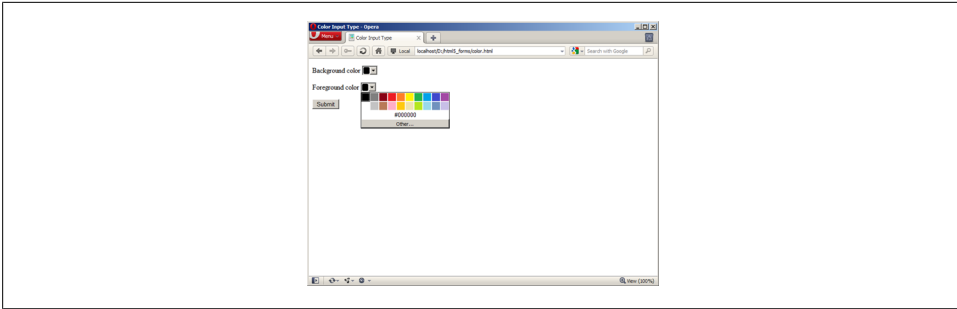 Color Input Type - Opera
Menu
Color Input Type
Local localhost/D:/html5_forms/color.html
Search with Google
Background color
Foreground color
Submit
#000000
Other...
View (100%)